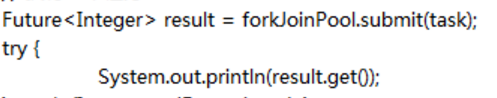 Future<Integer> result = forkJoinPool.submit(task);
try {
System.out.println(result.get());